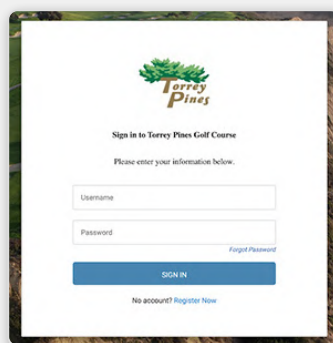 Torrey
Pines
Sign in to Torrey Pines Golf Course
Please enter your information below.
Username
Password
Forgot Password
SIGN IN
No account? Register Now